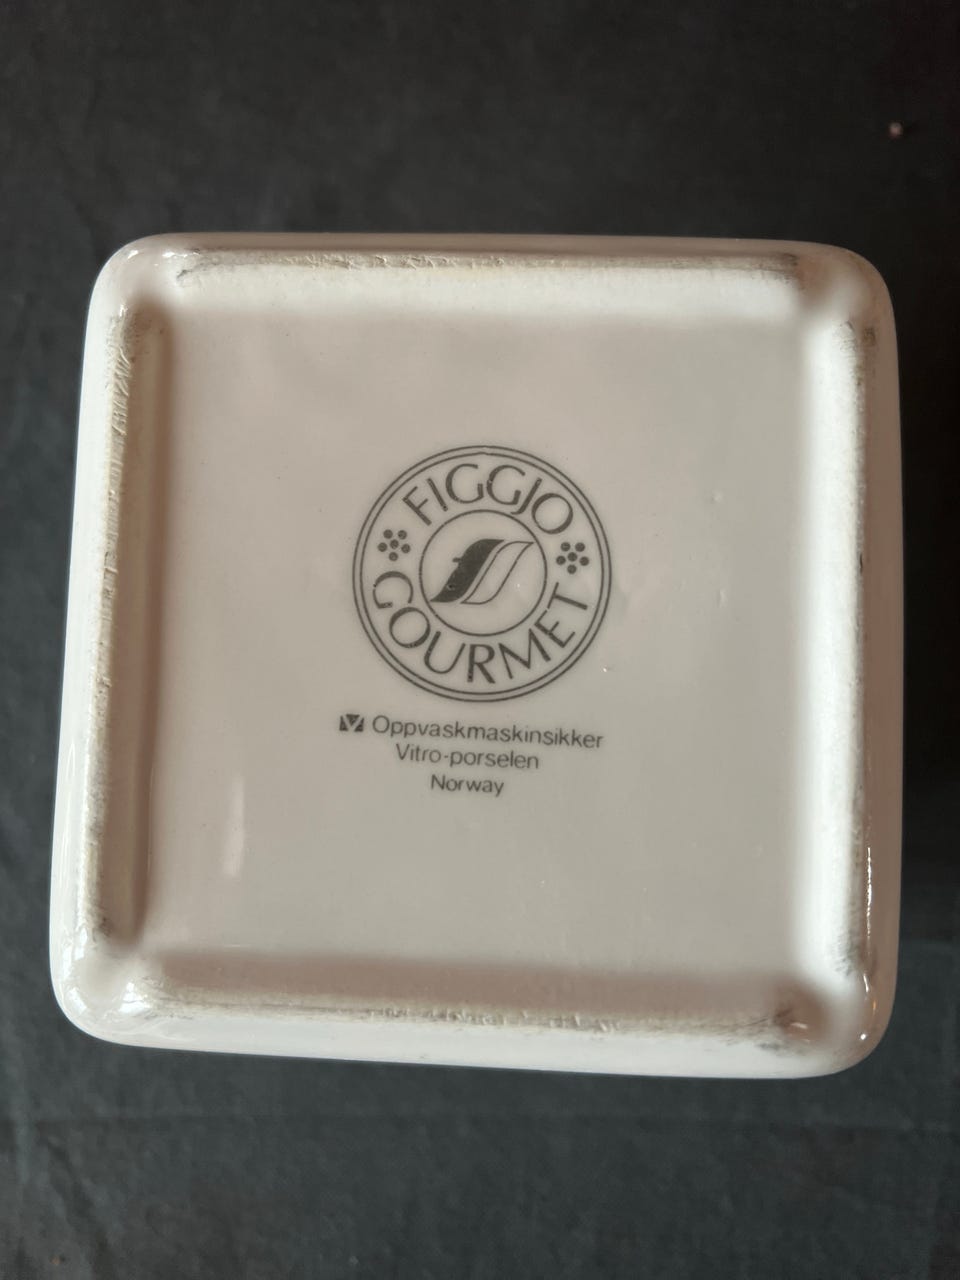 FIGGJO
GOURMET
Oppvaskmaskinsikker
Vitro-porselen
Norway